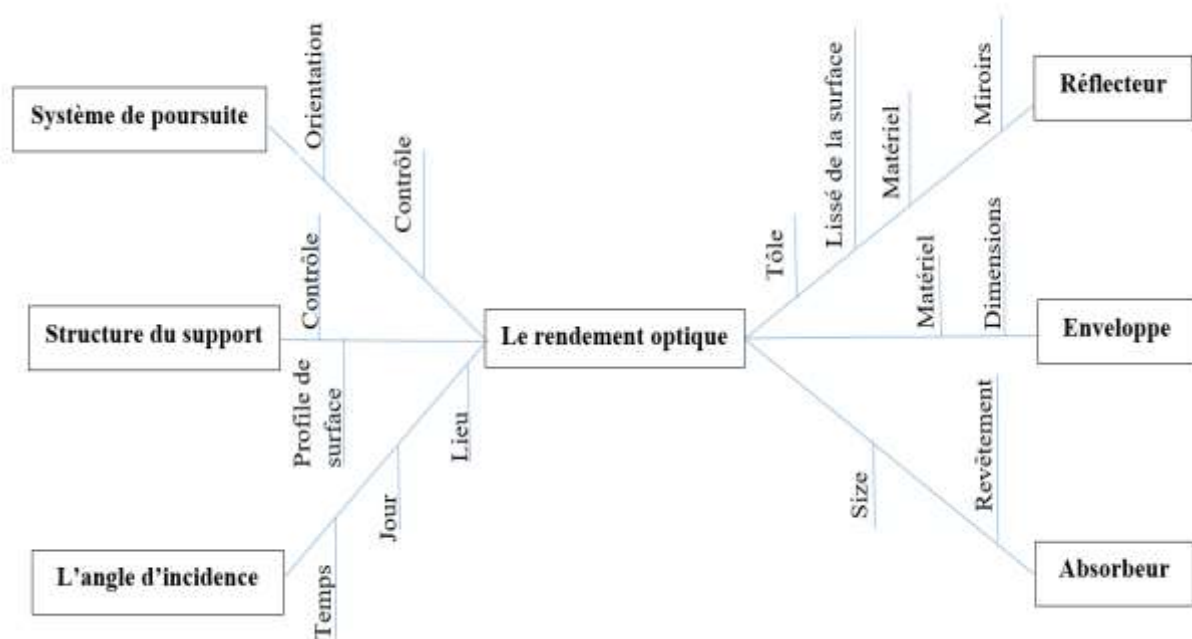 Système de poursuite
Orientation
Contrôle
Structure du support
Contrôle
Profile de
surface
L'angle d'incidence
Temps
Jour
Lieu
Le rendement optique
Tôle
Lissé de la surface
Matériel
Miroirs
Réflecteur
Matériel
Dimensions
Enveloppe
Size
Revêtement
Absorbeur